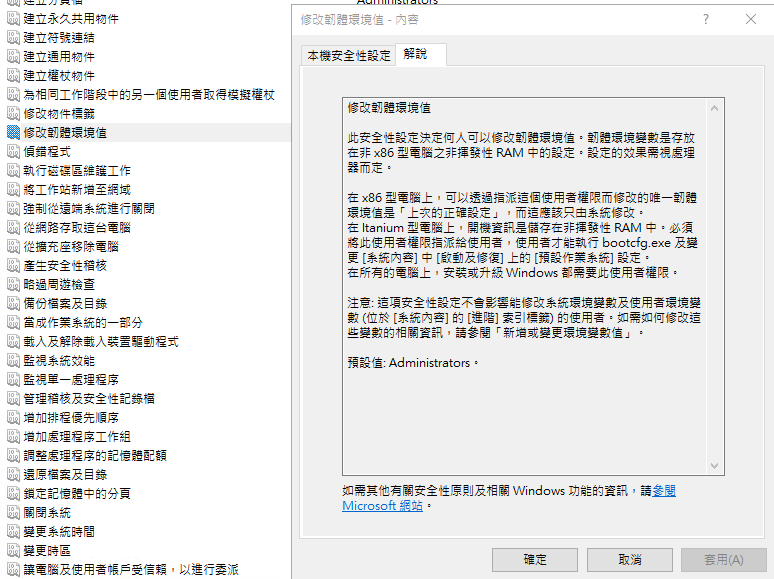 Administrators
建立永久共用物件
建立符號連結
建立通用物件
建立權杖物件
為相同工作階段中的另一個使用者取得模擬權杖
修改物件標籤
修改韌體環境值
偵錯程式
執行磁碟區維護工作
將工作站新增至網域
強制從遠端系統進行關閉
從網路存取這台電腦
從擴充座移除電腦
產生安全性稽核
略過周遊檢查
備份檔案及目錄
當成作業系統的一部分
載入及解除載入裝置驅動程式
監視系統效能
監視單一處理程序
管理稽核及安全性記錄檔
增加排程優先順序
增加處理程序工作組
調整處理程序的記憶體配額
還原檔案及目錄
鎖定記憶體中的分頁
關閉系統
變更系統時間
變更時區
讓電腦及使用者帳戶受信賴，以進行委派
修改韌體環境值 - 內容
?
本機安全性設定
解說
修改韌體環境值
此安全性設定決定何人可以修改韌體環境值。韌體環境變數是存放
在非 x86 型電腦之非揮發性 RAM 中的設定。設定的效果需視處理
器而定。
在 x86 型電腦上，可以透過指派這個使用者權限而修改的唯一韌體
環境值是「上次的正確設定」，而這應該只由系統修改。
在 Itanium 型電腦上，開機資訊是儲存在非揮發性 RAM 中。必須
將此使用者權限指派給使用者，使用者才能執行 bootcfg.exe 及變
更 [系統內容] 中 [啟動及修復] 上的 [預設作業系統] 設定。
在所有的電腦上，安裝或升級 Windows 都需要此使用者權限。
注意: 這項安全性設定不會影響能修改系統環境變數及使用者環境變
數 (位於 [系統內容] 的 [進階] 索引標籤) 的使用者。如需如何修改這
些變數的相關資訊，請參閱「新增或變更環境變數值」。
預設值: Administrators。
如需其他有關安全性原則及相關 Windows 功能的資訊，請參閱
Microsoft 網站。
確定
取消
套用(A)